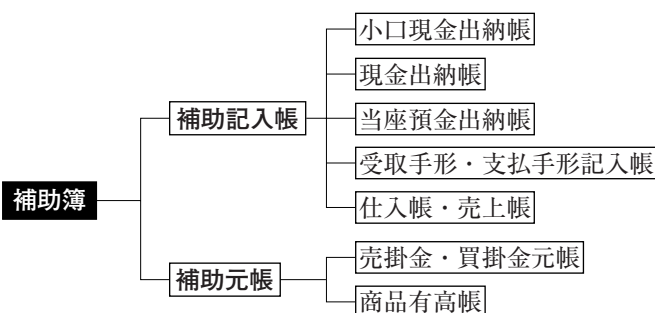 小口現金出納帳
現金出納帳
補助記入帳
当座預金出納帳
受取手形・支払手形記入帳
補助簿
仕入帳・売上帳
売掛金・買掛金元帳
補助元帳
商品有高帳